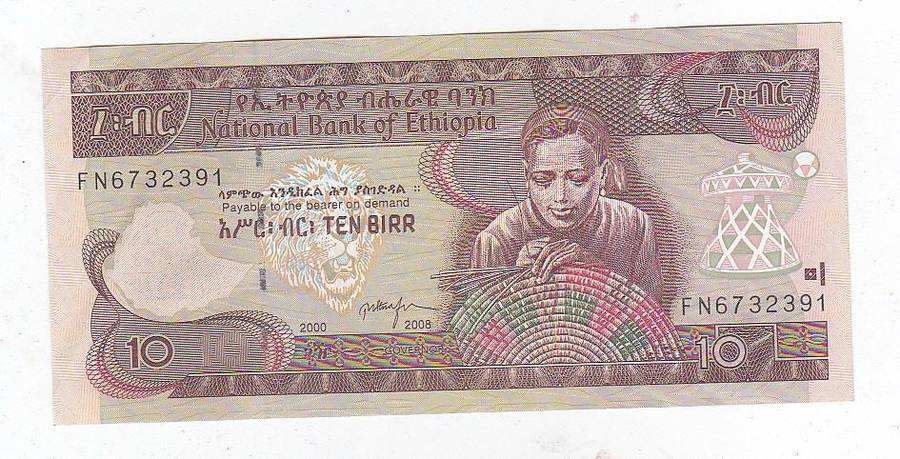 ፲፡ብር
የኢትዮጵያ ብሔራዊ ባንክ
፲፡ብር
National Bank of Ethiopia
FN6732391
ላምጭው እንዲከፈል ሕግ ያስገድዳል ።
Payable to the bearer on demand
አሥር፡ ብር፡ TEN BIRR
FN6732391
2000 2008
10
GOVERNOR
10